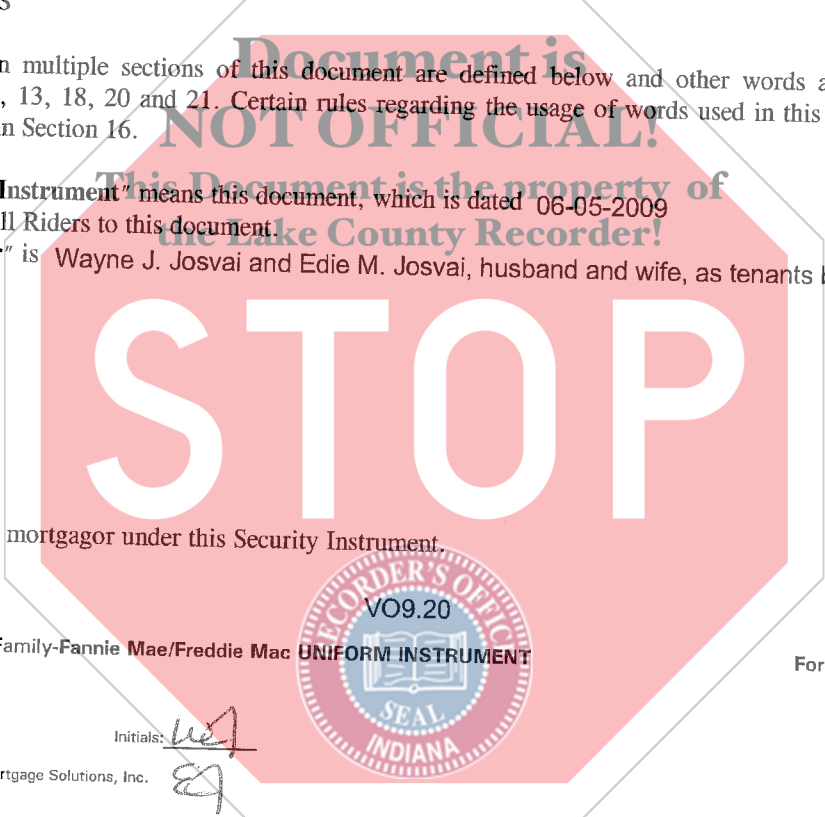 S
Document is
n multiple sections of this document are defined below and other words a
, 13, 18, 20 and 21. Certain rules regarding the usage of words used in this
n Section 16.
NOT OFFICIAL!
This Document is the property of
Instrument" means this document, which is dated 06-05-2009
ll Riders to this document.
the Lake County Recorder!
" is Wayne J. Josvai and Edie M. Josvai, husband and wife, as tenants b
STOP
mortgagor under this Security Instrument.
RECORDER'S OFFICE
VO9.20
Family-Fannie Mae/Freddie Mac UNIFORM INSTRUMENT
For
SEAL
INDIANA
Initials: WJ
rtgage Solutions, Inc. EJ